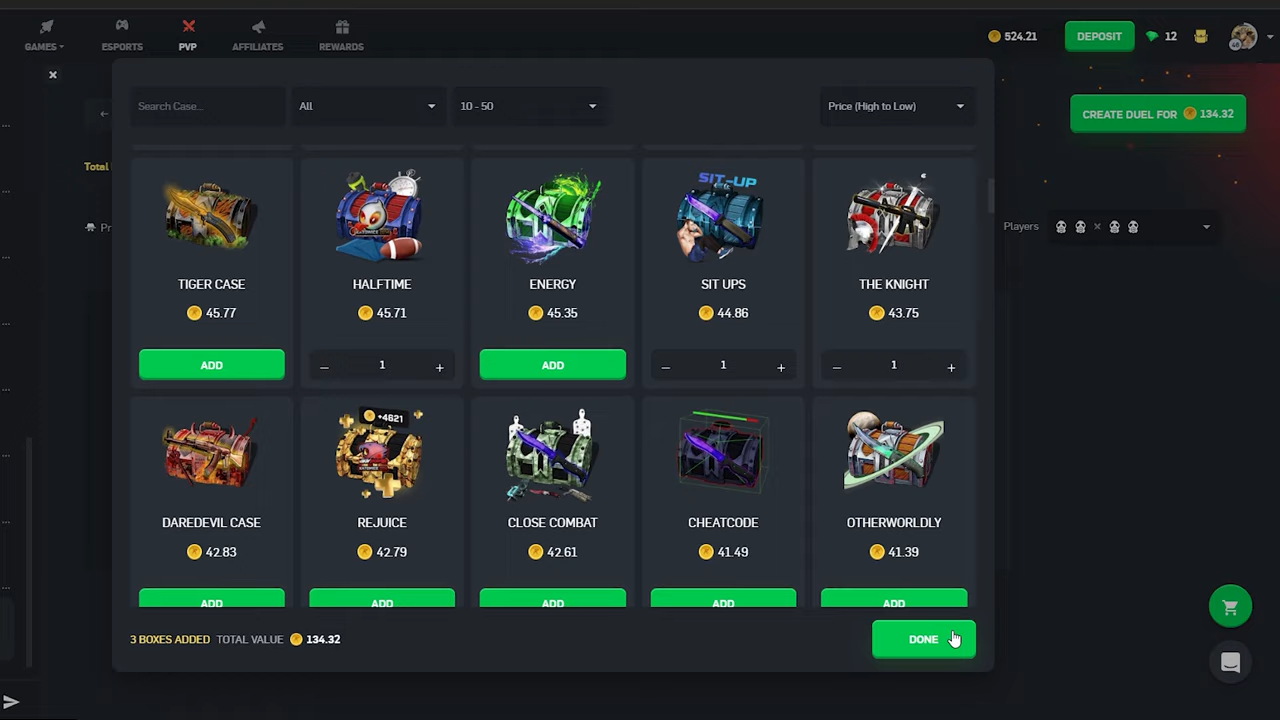 GAMES
ESPORTS
PVP
AFFILIATES
REWARDS
524.21
DEPOSIT
12
Search Case...
All
10 - 50
Price (High to Low)
CREATE DUEL FOR 134.32
Total
Players
TIGER CASE
45.77
ADD
HALFTIME
45.71
1
ENERGY
45.35
ADD
SIT-UP
SIT UPS
44.86
1
THE KNIGHT
43.75
1
DAREDEVIL CASE
42.83
ADD
+4621
REJUICE
42.79
ADD
CLOSE COMBAT
42.61
ADD
CHEATCODE
41.49
ADD
OTHERWORLDLY
41.39
ADD
3 BOXES ADDED TOTAL VALUE 134.32
DONE